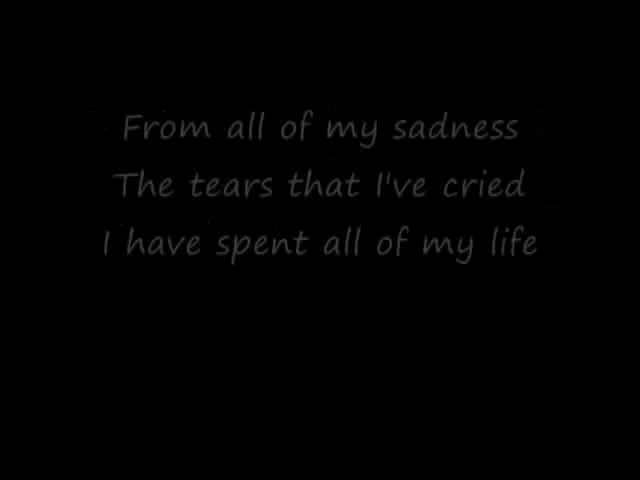 From all of my sadness
The tears that I've cried
I have spent all of my life